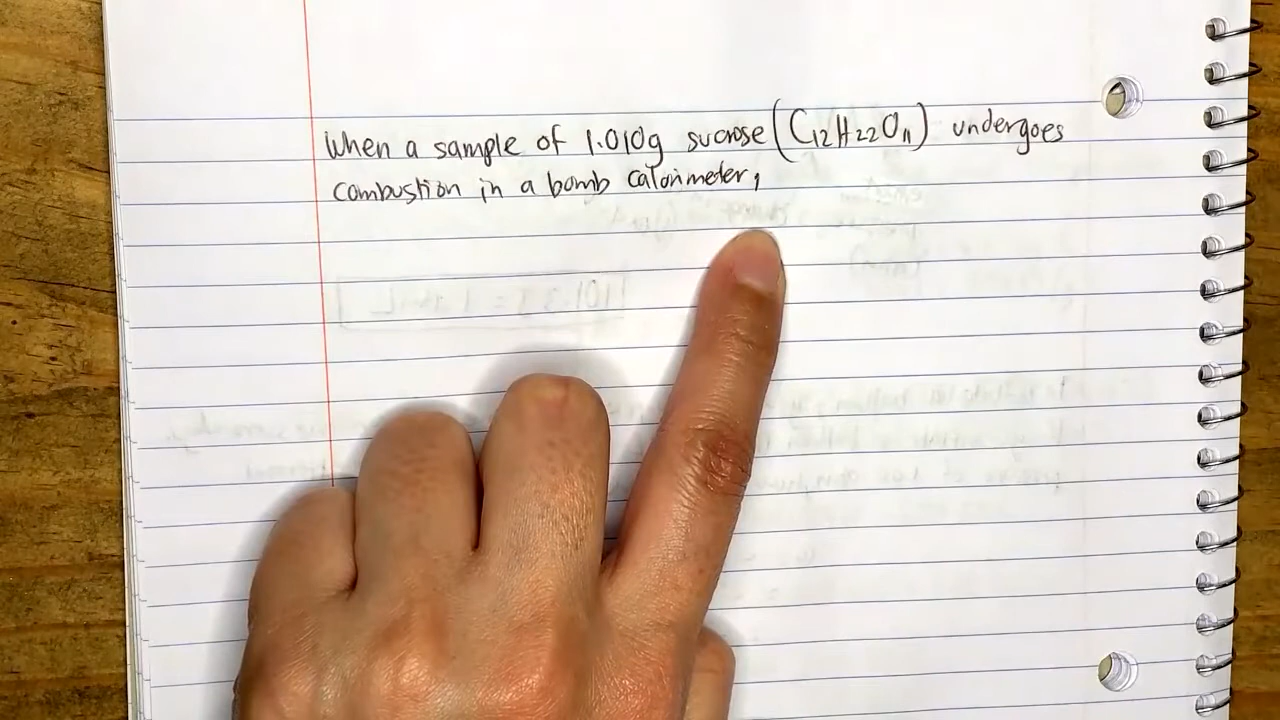 When a sample of 1.010g sucrose (C₁₂H₂₂O₁₁) undergoes
combustion in a bomb calorimeter,